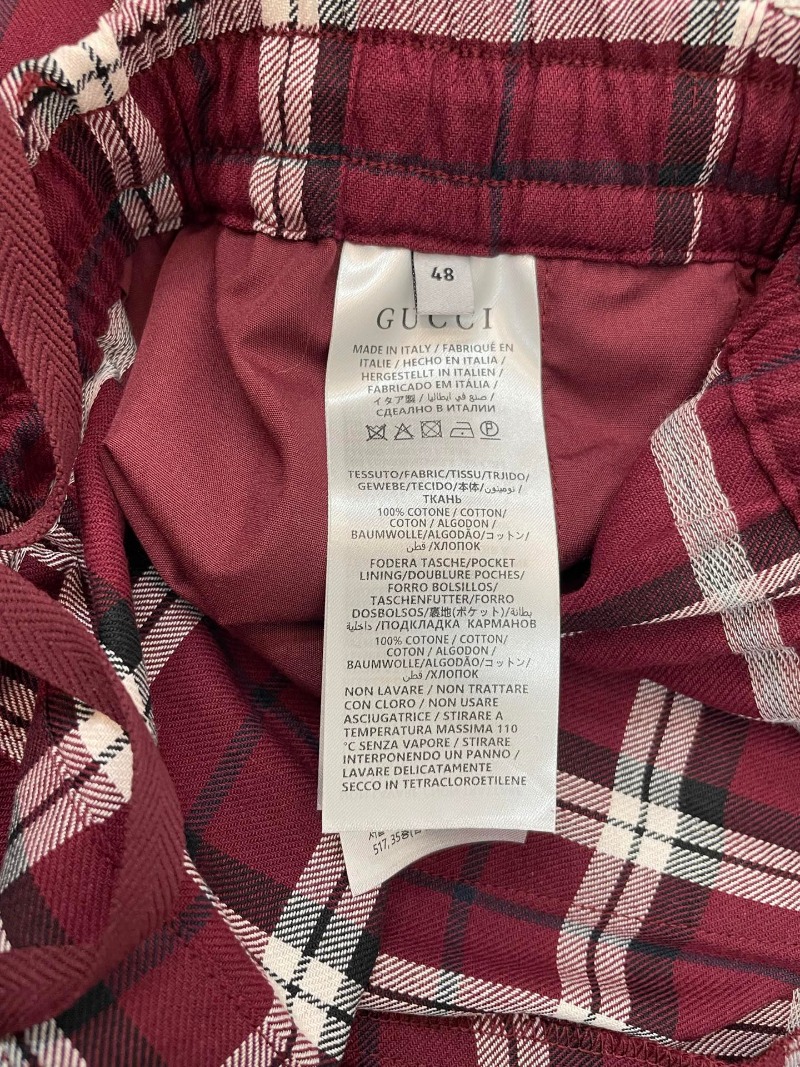 48
GUCCI
MADE IN ITALY / FABRIQUÉ EN
ITALIE / HECHO EN ITALIA /
HERGESTELLT IN ITALIEN /
FABRICADO EM ITÁLIA /
イタア製 / صنع في ايطاليا /
СДЕЛАНО В ИТАЛИИ
TESSUTO/FABRIC/TISSU/TEJIDO/
GEWEBE/TECIDO/本体/
ТКАНЬ
100% COTONE / COTTON/
COTON / ALGODON /
BAUMWOLLE/ALGODÃO/コットン/
قطن /ХЛОПОК
FODERA TASCHE/POCKET
LINING/DOUBLURE POCHES/
FORRO BOLSILLOS/
TASCHENFUTTER/FORRO
DOSBOLSOS/裏地(ポケット)/بطانة
داخلية /ПОДКЛАДКА КАРМАНОВ
100% COTONE / COTTON/
COTON / ALGODON /
BAUMWOLLE/ALGODÃO/コットン/
قطن /ХЛОПОК
NON LAVARE / NON TRATTARE
CON CLORO / NON USARE
ASCIUGATRICE / STIRARE A
TEMPERATURA MASSIMA 110
°C SENZA VAPORE / STIRARE
INTERPONENDO UN PANNO /
LAVARE DELICATAMENTE
SECCO IN TETRACLOROETILENE